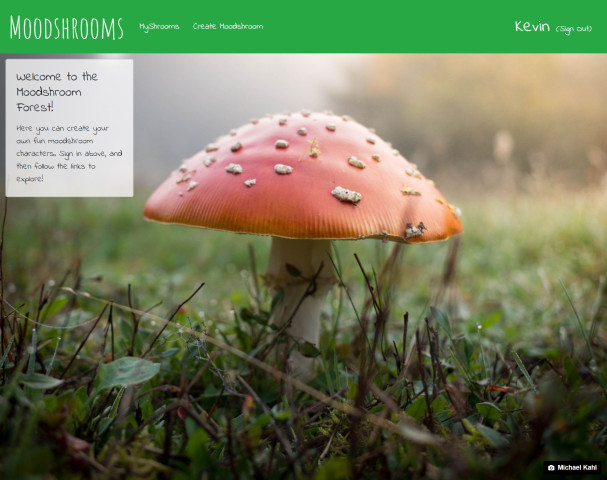 Moodshrooms MyShrooms Create Moodshroom Kevin (Sign Out)
Welcome to the
Moodshroom
Forest!
Here you can create your
own fun moodshroom
characters. Sign in above, and
then follow the links to
explore!
Michael Kahl